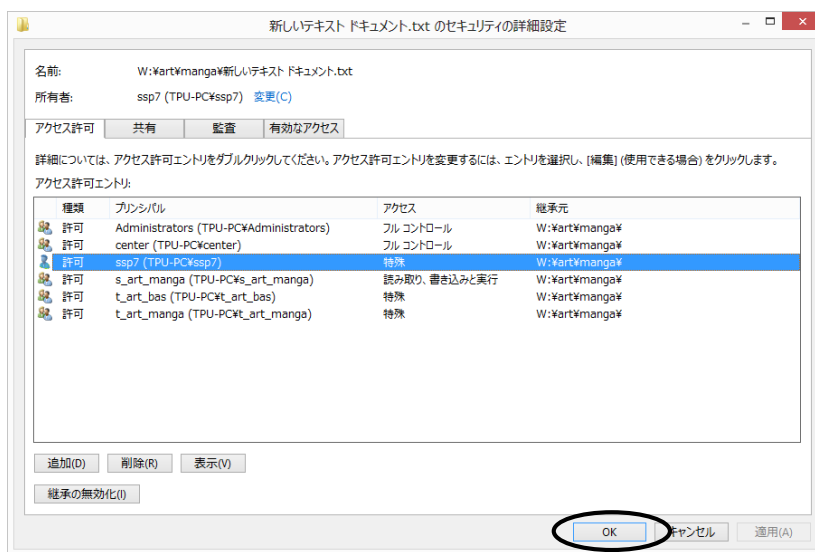 新しいテキスト ドキュメント.txt のセキュリティの詳細設定
名前: W:¥art¥manga¥新しいテキスト ドキュメント.txt
所有者: ssp7 (TPU-PC¥ssp7) 変更(C)
アクセス許可 共有 監査 有効なアクセス
詳細については、アクセス許可エントリをダブルクリックしてください。アクセス許可エントリを変更するには、エントリを選択し、[編集] (使用できる場合) をクリックします。
アクセス許可エントリ:
種類 プリンシパル アクセス 継承元
許可 Administrators (TPU-PC¥Administrators) フル コントロール W:¥art¥manga¥
許可 center (TPU-PC¥center) フル コントロール W:¥art¥manga¥
許可 ssp7 (TPU-PC¥ssp7) 特殊 W:¥art¥manga¥
許可 s_art_manga (TPU-PC¥s_art_manga) 読み取り、書き込みと実行 W:¥art¥manga¥
許可 t_art_bas (TPU-PC¥t_art_bas) 特殊 W:¥art¥manga¥
許可 t_art_manga (TPU-PC¥t_art_manga) 特殊 W:¥art¥manga¥
追加(D) 削除(R) 表示(V)
継承の無効化(I)
OK キャンセル 適用(A)